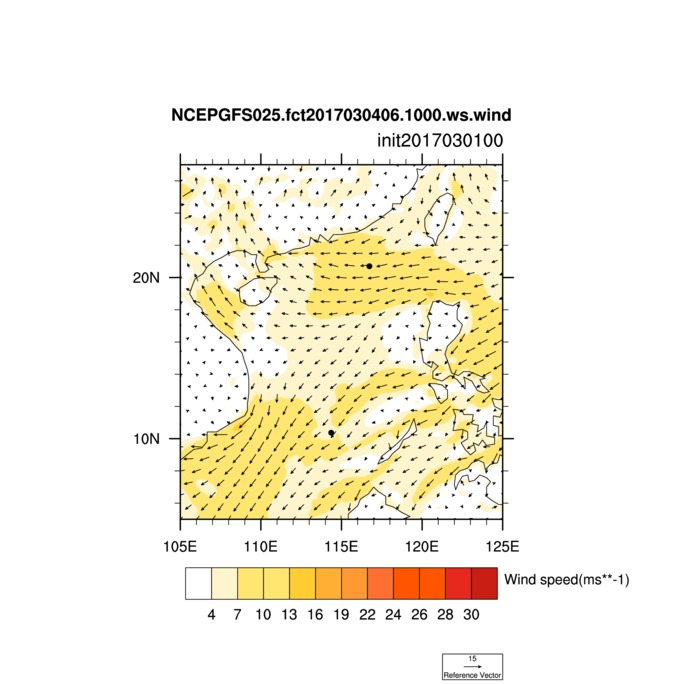 NCEPGFS025.fct2017030406.1000.ws.wind
init2017030100
20N
10N
105E 110E 115E 120E 125E
Wind speed(ms**-1)
4 7 10 13 16 19 22 24 26 28 30
15
Reference Vector